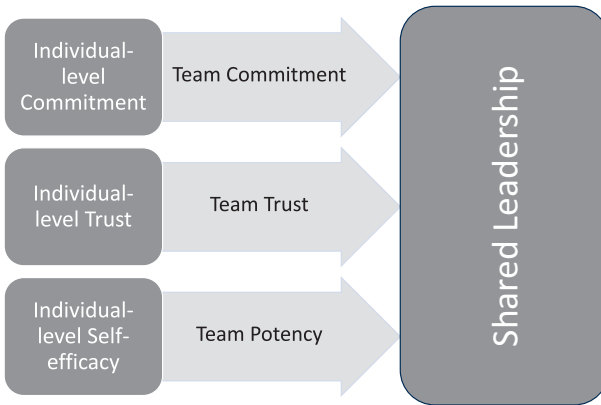 Individual-
level
Commitment
Team Commitment
Individual-
level Trust
Team Trust
Individual-
level Self-
efficacy
Team Potency
Shared Leadership